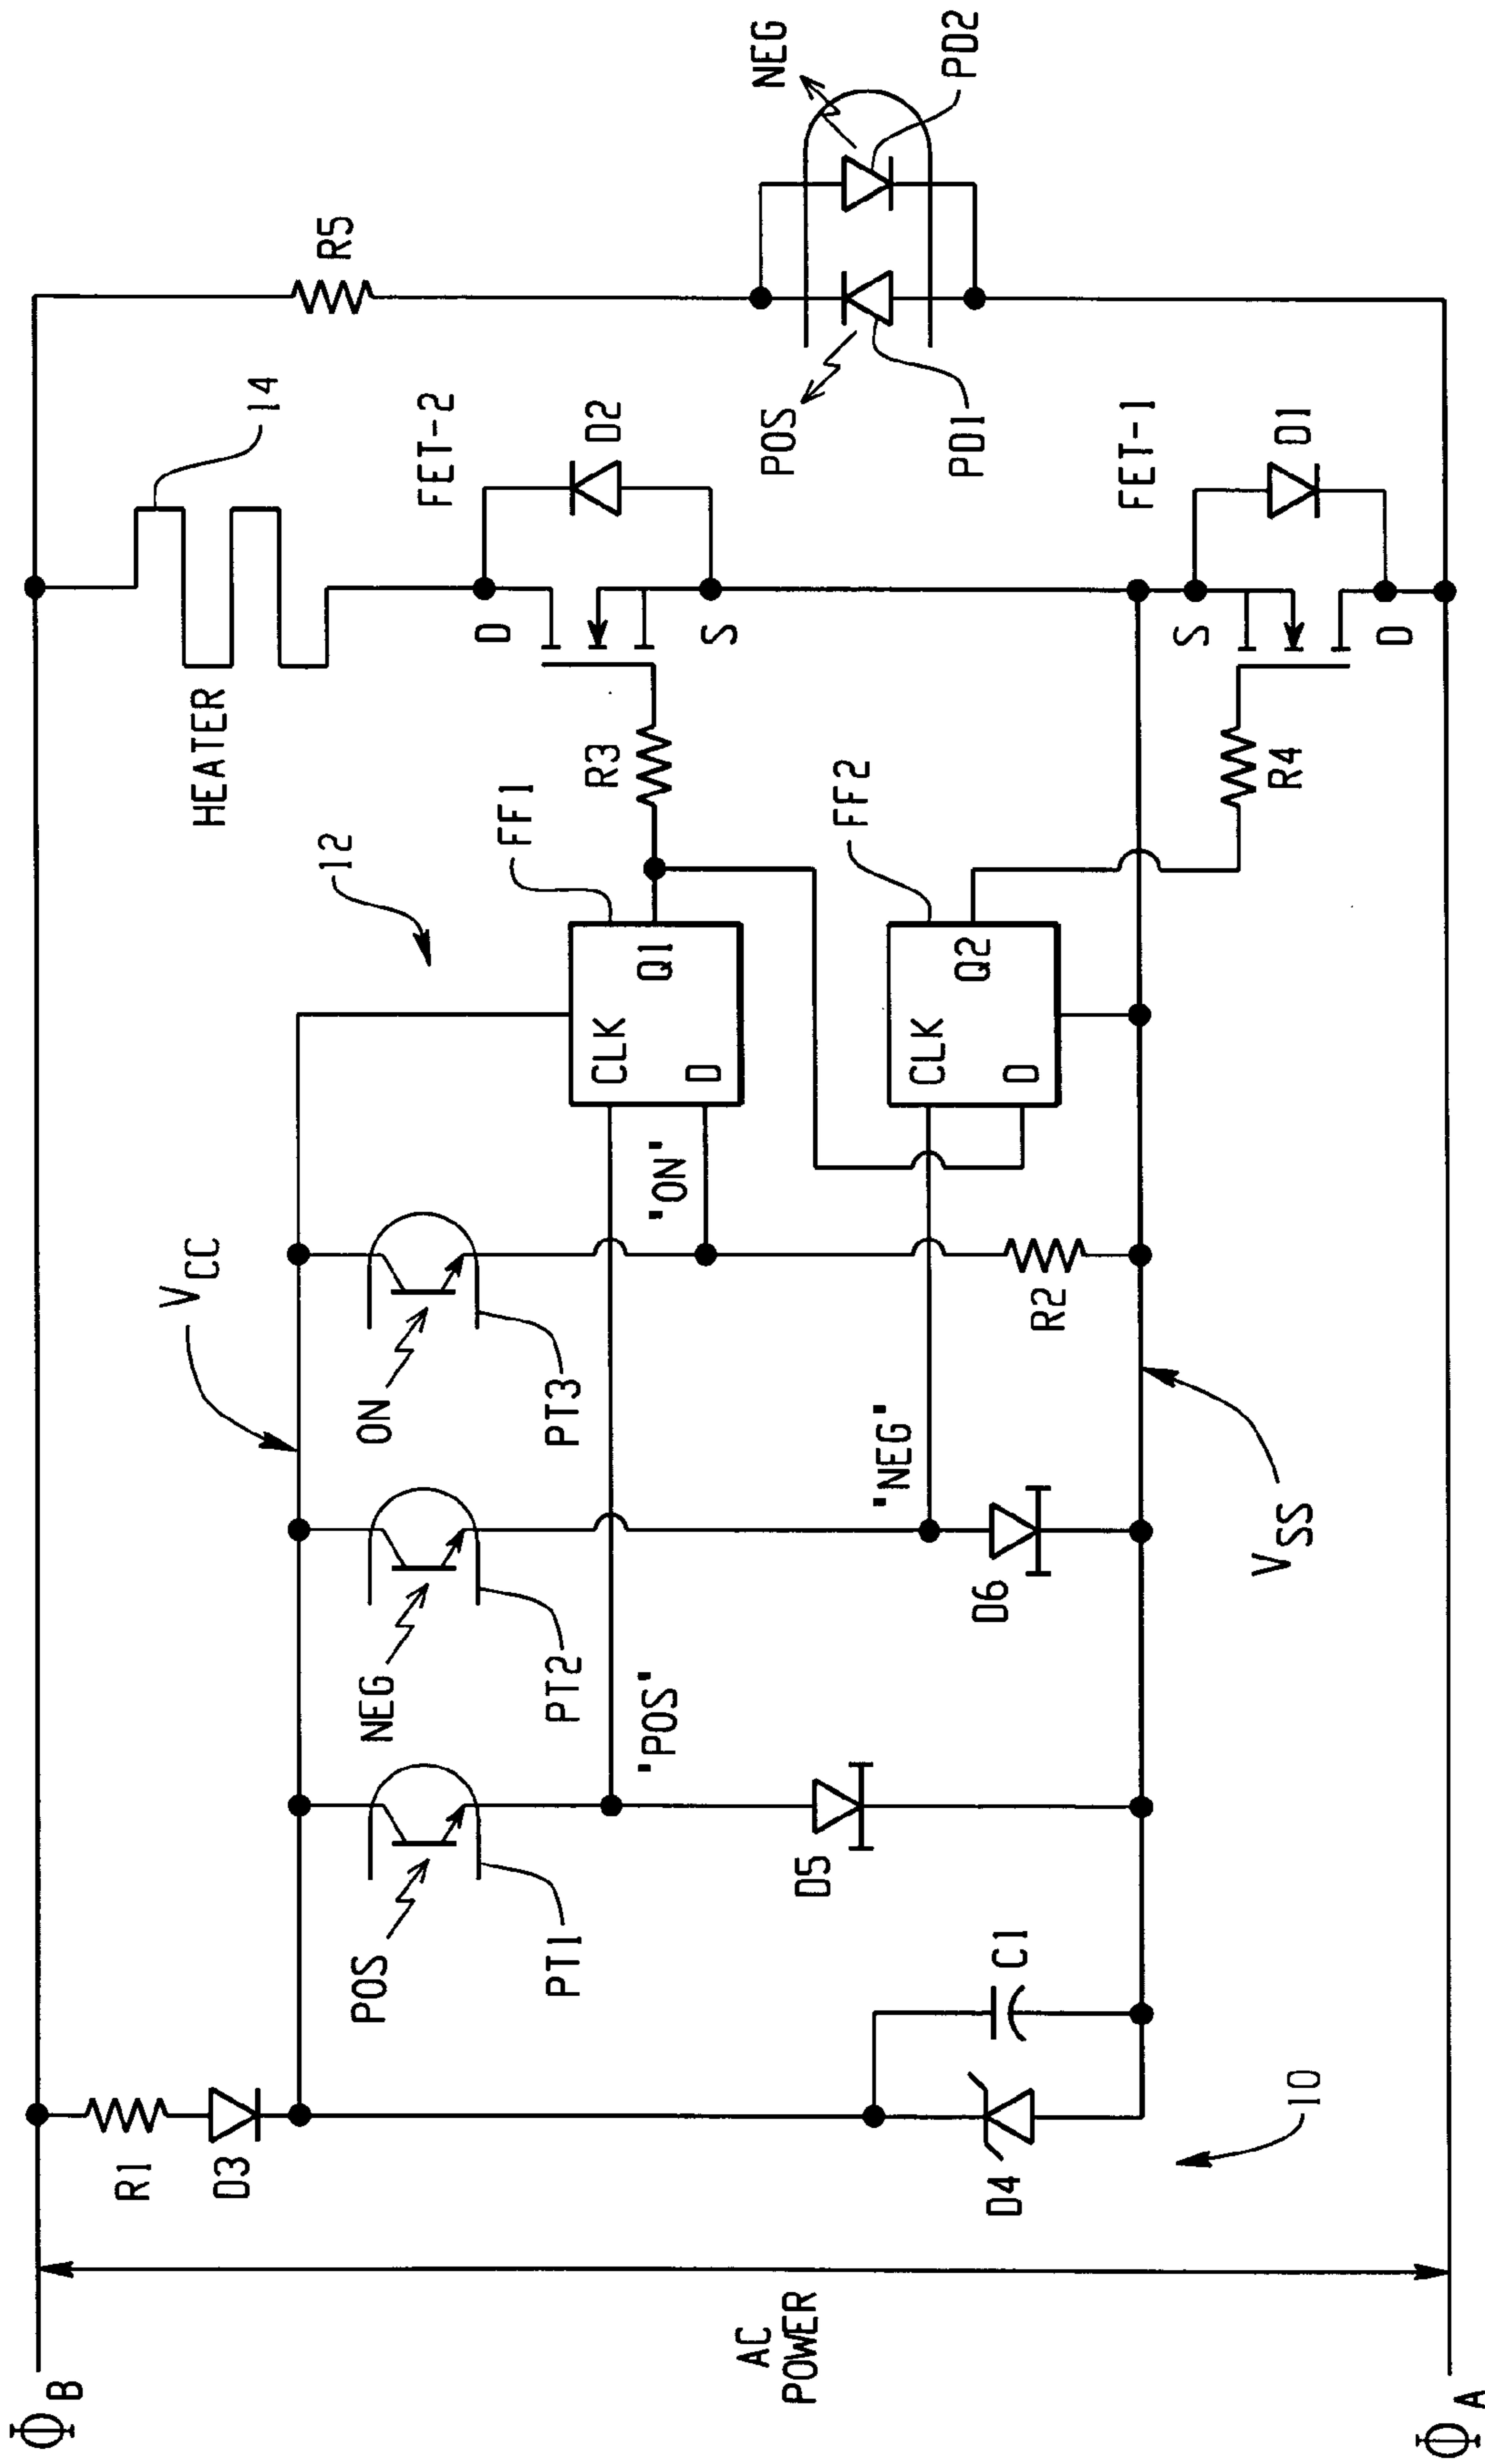 Φ B
R1
D3
AC
POWER
D4
C1
10
POS
PT1
"POS"
D5
NEG
PT2
"NEG"
D6
VSS
VCC
ON
PT3
"ON"
R2
12
CLK
D
Q1
FF1
CLK
D
Q2
FF2
R3
R4
HEATER
14
D
S
FET-2
D2
S
D
FET-1
D1
R5
POS
PD1
NEG
PD2
Φ A